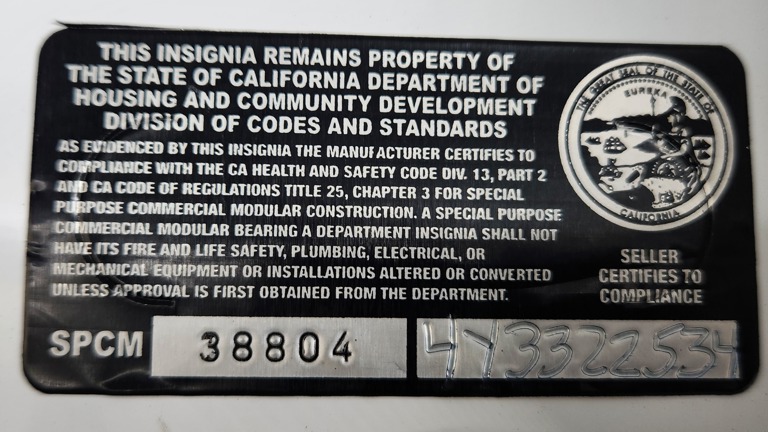 THIS INSIGNIA REMAINS PROPERTY OF
THE STATE OF CALIFORNIA DEPARTMENT OF
HOUSING AND COMMUNITY DEVELOPMENT
DIVISION OF CODES AND STANDARDS
AS EVIDENCED BY THIS INSIGNIA THE MANUFACTURER CERTIFIES TO
COMPLIANCE WITH THE CA HEALTH AND SAFETY CODE DIV. 13, PART 2
AND CA CODE OF REGULATIONS TITLE 25, CHAPTER 3 FOR SPECIAL
PURPOSE COMMERCIAL MODULAR CONSTRUCTION. A SPECIAL PURPOSE
COMMERCIAL MODULAR BEARING A DEPARTMENT INSIGNIA SHALL NOT
HAVE ITS FIRE AND LIFE SAFETY, PLUMBING, ELECTRICAL, OR
MECHANICAL EQUIPMENT OR INSTALLATIONS ALTERED OR CONVERTED
UNLESS APPROVAL IS FIRST OBTAINED FROM THE DEPARTMENT.
THE GREAT SEAL OF THE STATE OF
EUREKA
CALIFORNIA
SELLER
CERTIFIES TO
COMPLIANCE
SPCM 38804 4Y3322534